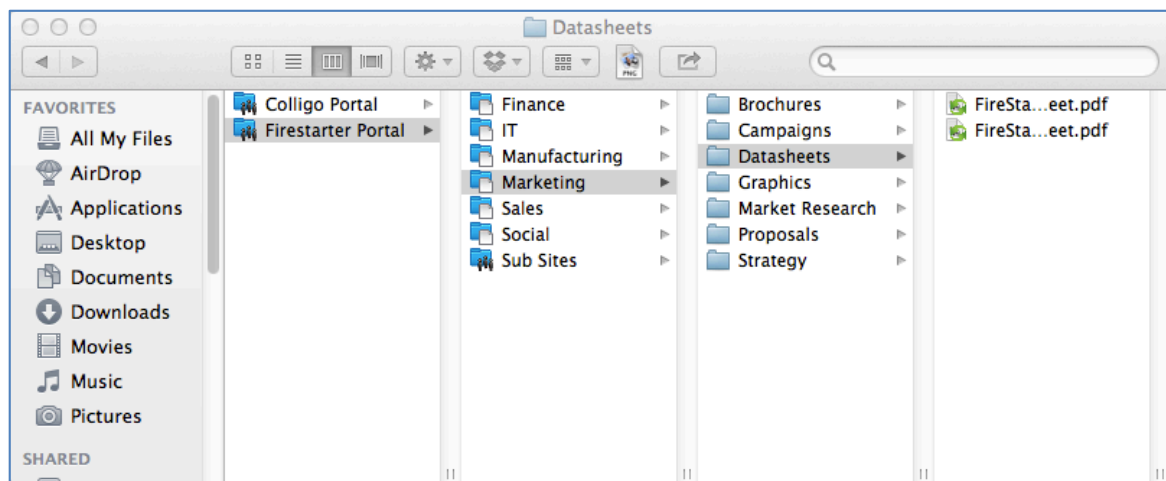 Datasheets
PNG
FAVORITES
All My Files
AirDrop
Applications
Desktop
Documents
Downloads
Movies
Music
Pictures
SHARED
Colligo Portal
Firestarter Portal
Finance
IT
Manufacturing
Marketing
Sales
Social
Sub Sites
Brochures
Campaigns
Datasheets
Graphics
Market Research
Proposals
Strategy
FireSta...eet.pdf
FireSta...eet.pdf